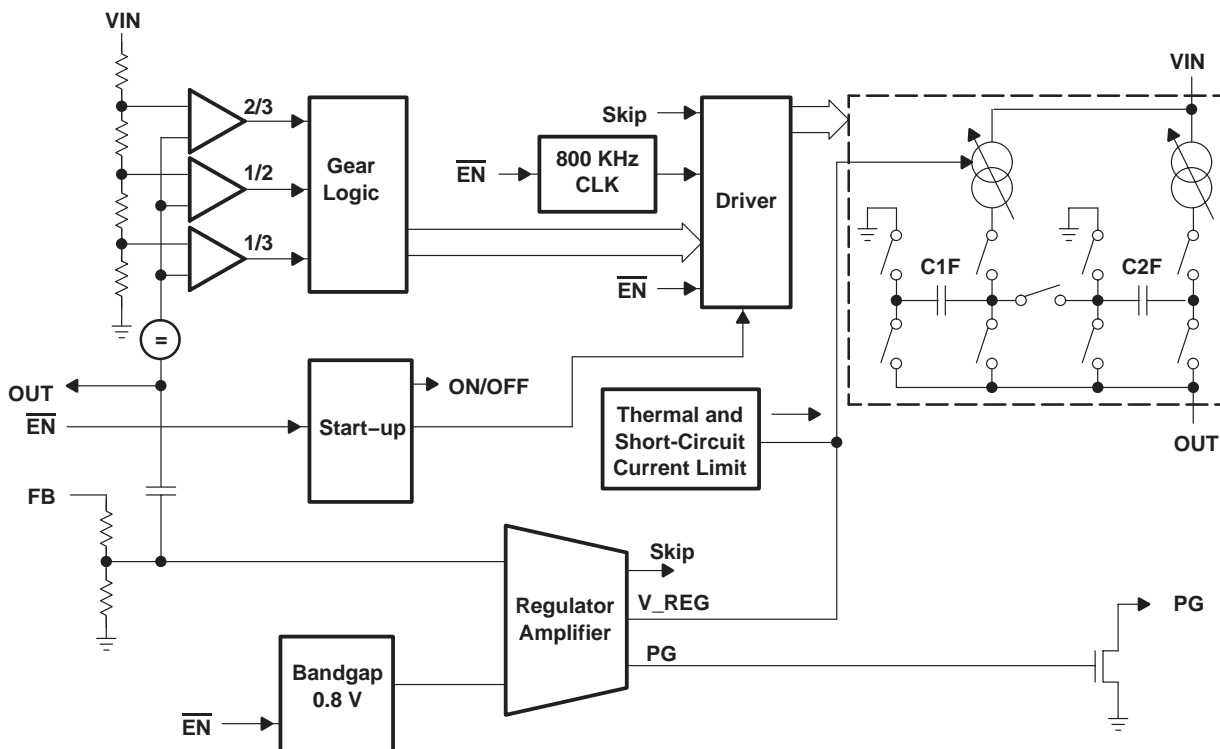 VIN
VIN
2/3
1/2
1/3
Gear
Logic
Skip
EN
800 KHz
CLK
EN
Driver
C1F
C2F
=
OUT
EN
Start–up
ON/OFF
Thermal and
Short-Circuit
Current Limit
OUT
FB
Regulator
Amplifier
Skip
V_REG
PG
PG
Bandgap
0.8 V
EN